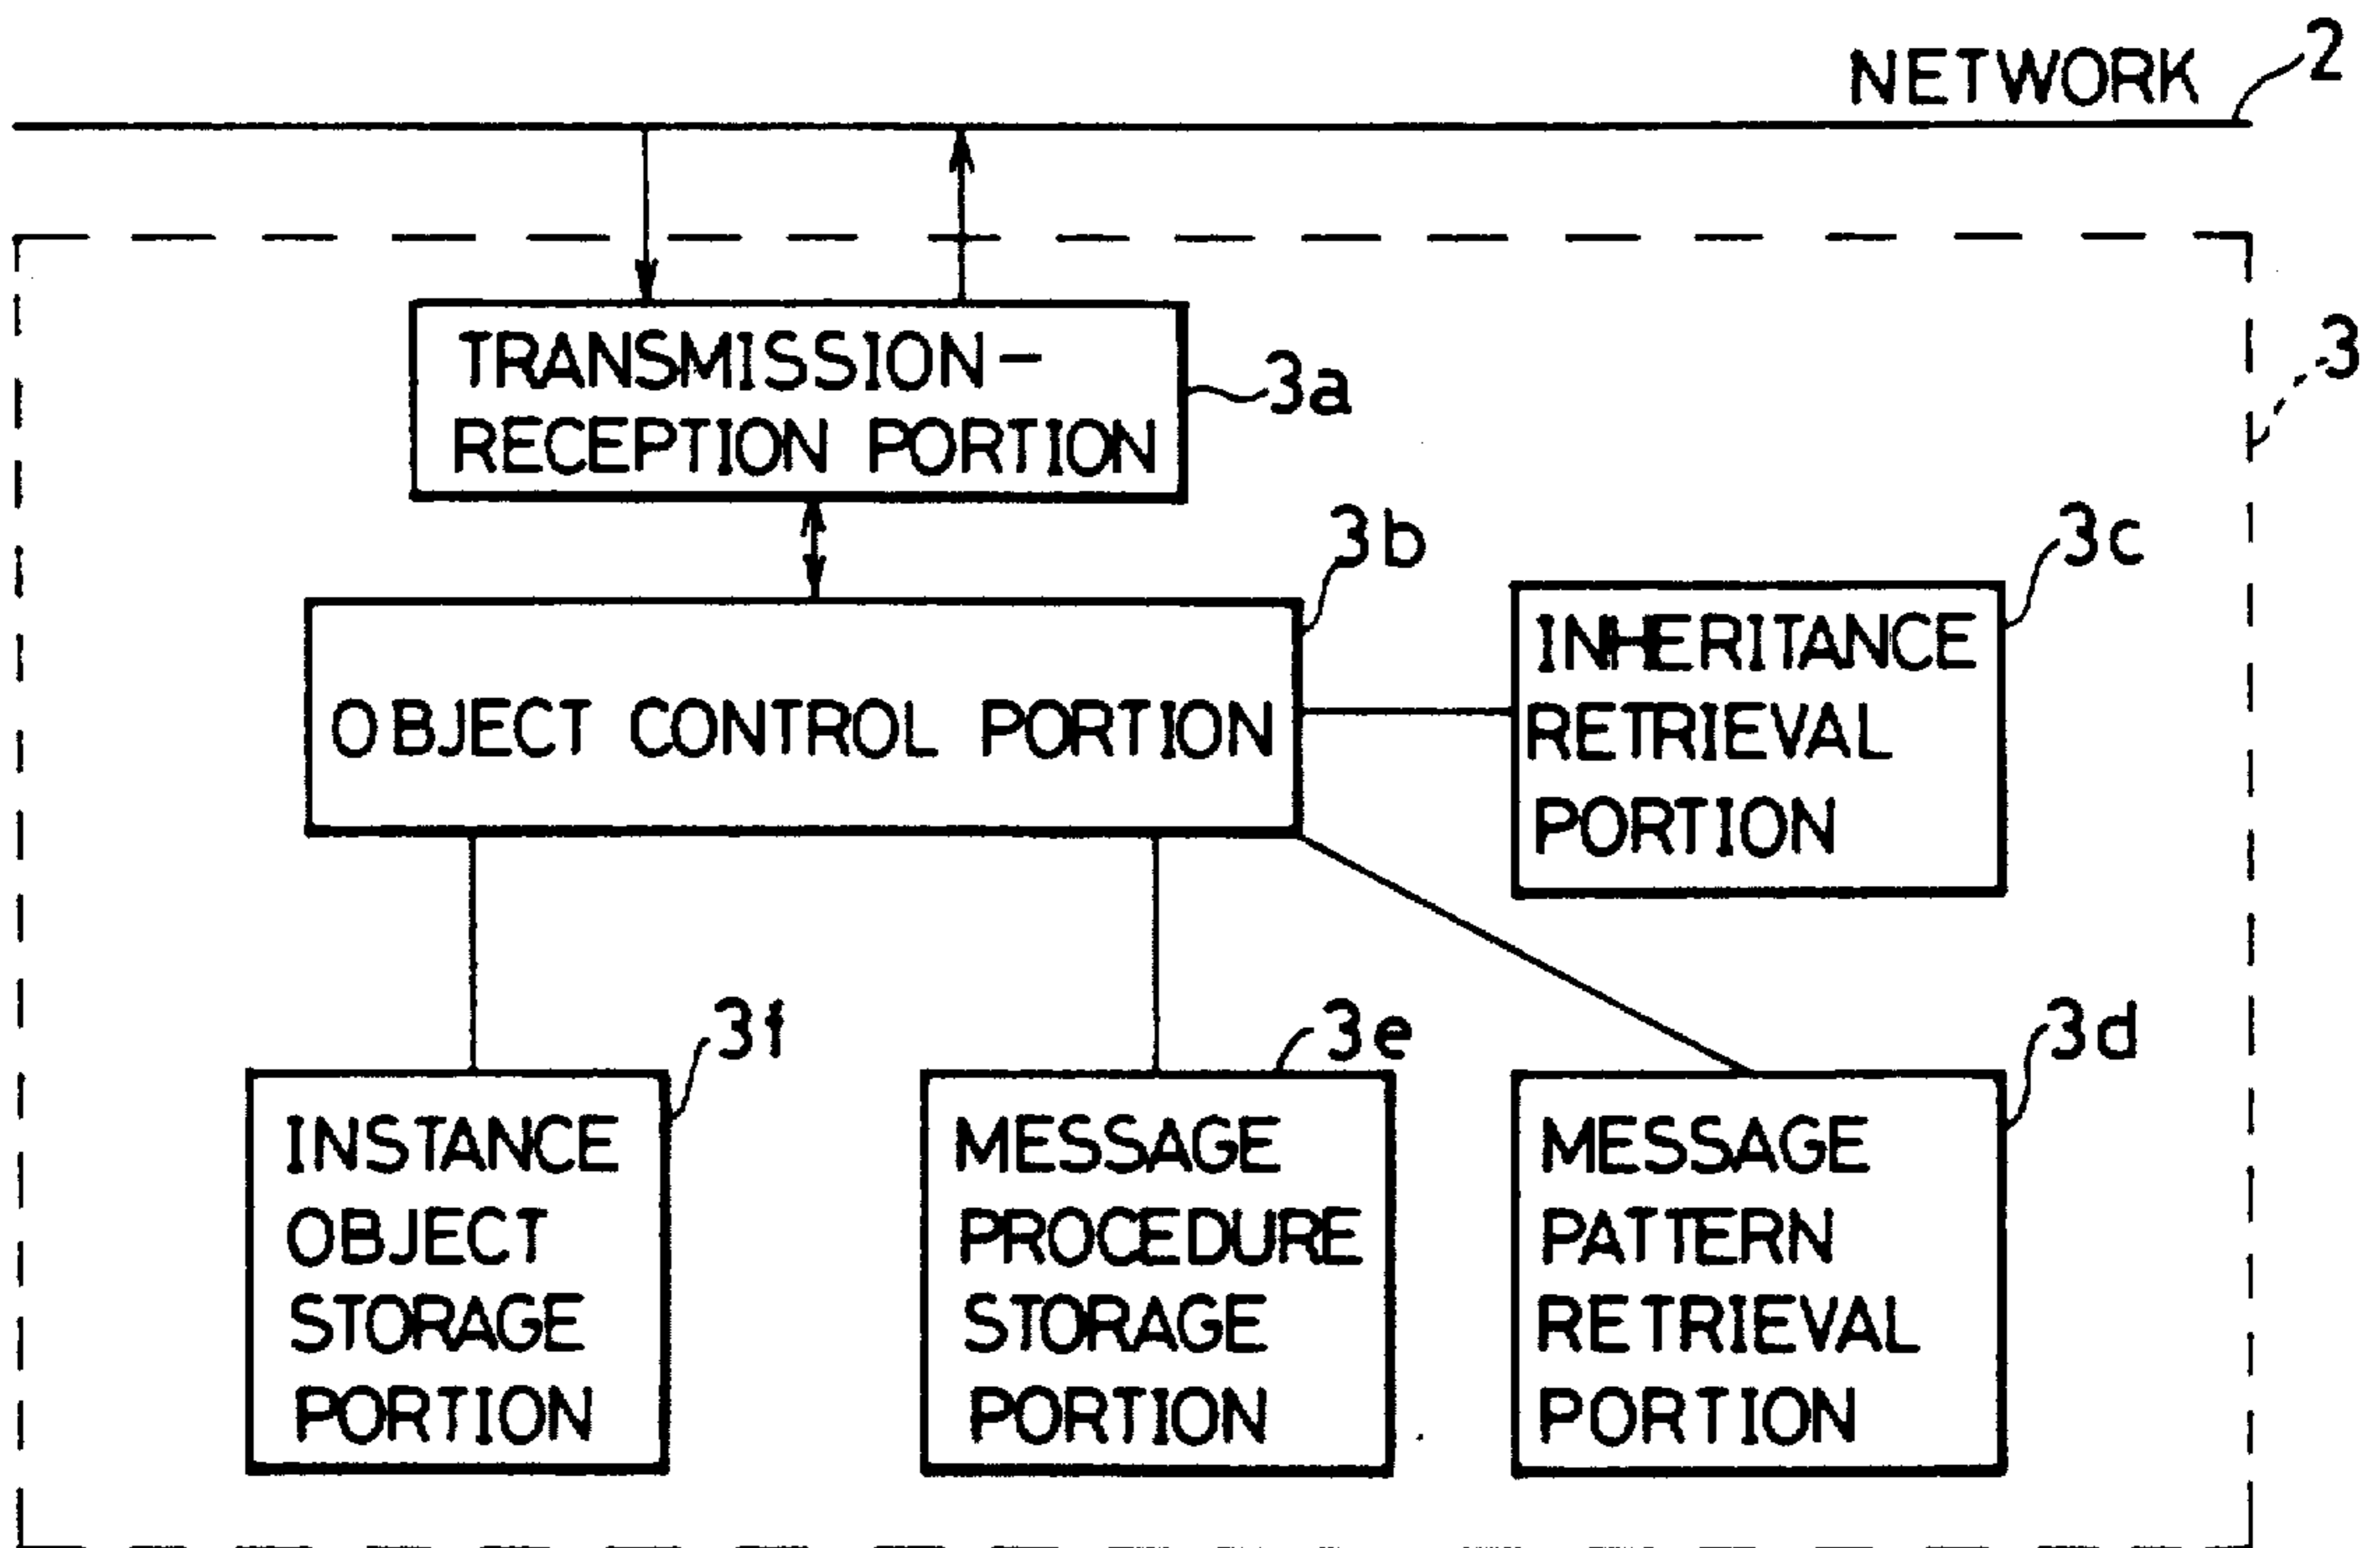 NETWORK
2
3
TRANSMISSION-
RECEPTION PORTION
3a
3b
OBJECT CONTROL PORTION
3c
INHERITANCE
RETRIEVAL
PORTION
3f
INSTANCE
OBJECT
STORAGE
PORTION
3e
MESSAGE
PROCEDURE
STORAGE
PORTION
3d
MESSAGE
PATTERN
RETRIEVAL
PORTION